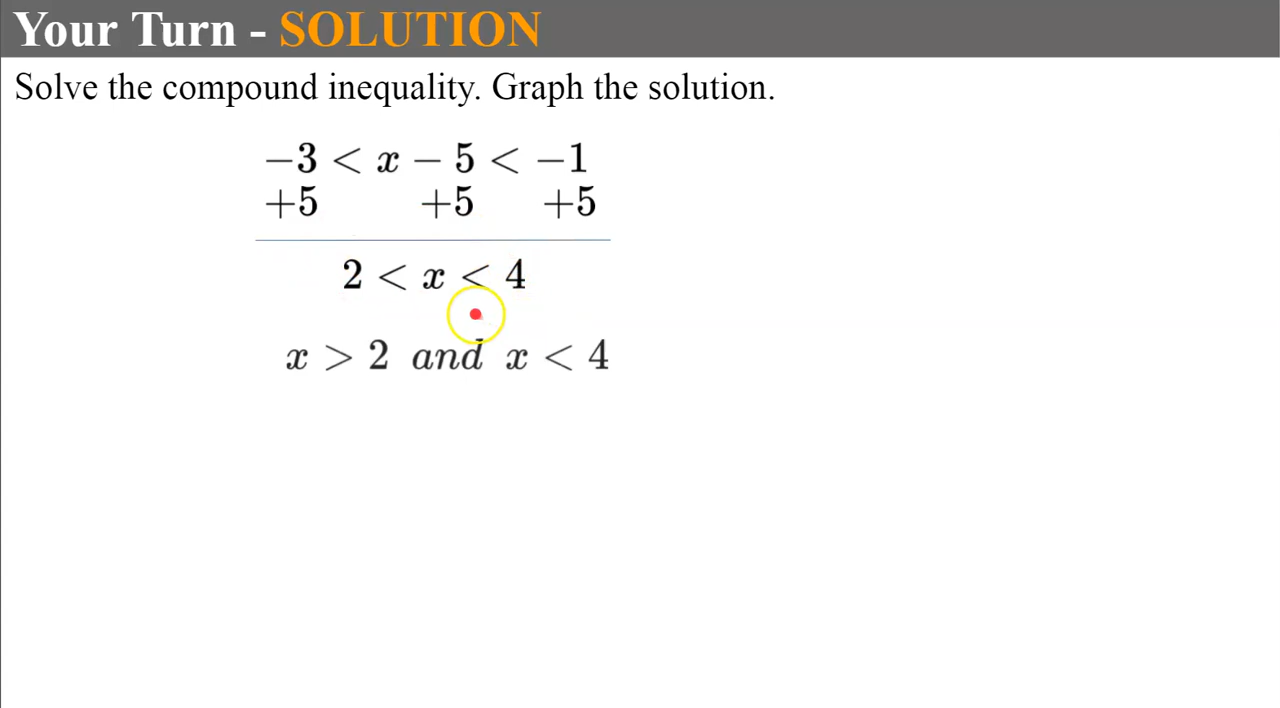 Your Turn - SOLUTION
Solve the compound inequality. Graph the solution.
−3 < x − 5 < −1
+5 +5 +5
2 < x < 4
x > 2 and x < 4